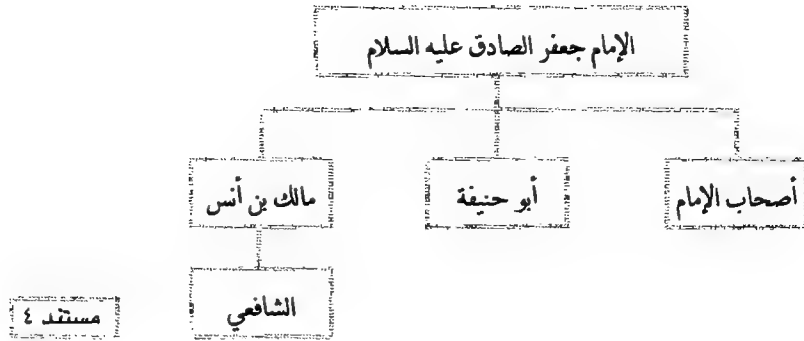 الإمام جعفر الصادق عليه السلام
أصحاب الإمام
أبو حنيفة
مالك بن أنس
الشافعي
مستند ٤